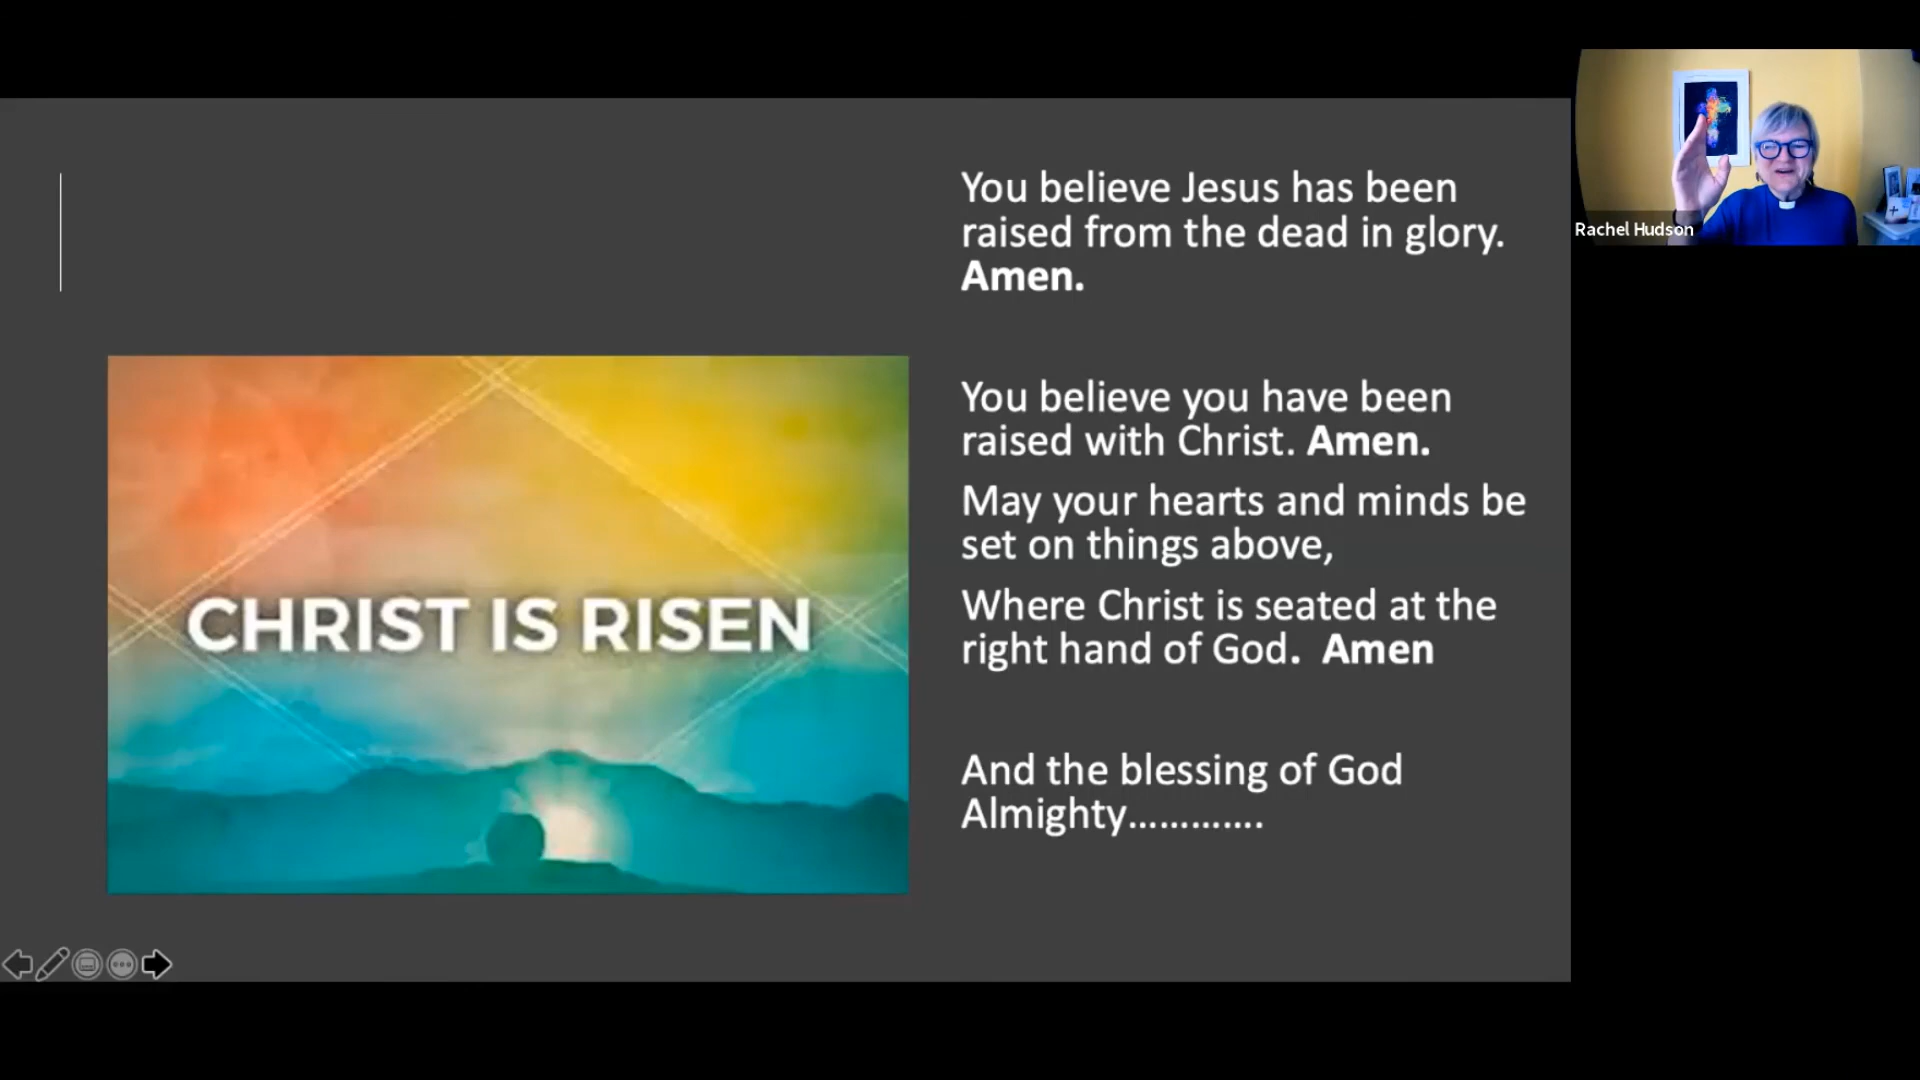 You believe Jesus has been
raised from the dead in glory.
Amen.
You believe you have been
raised with Christ. Amen.
May your hearts and minds be
set on things above,
Where Christ is seated at the
right hand of God.  Amen
And the blessing of God
Almighty………….
CHRIST IS RISEN
Rachel Hudson